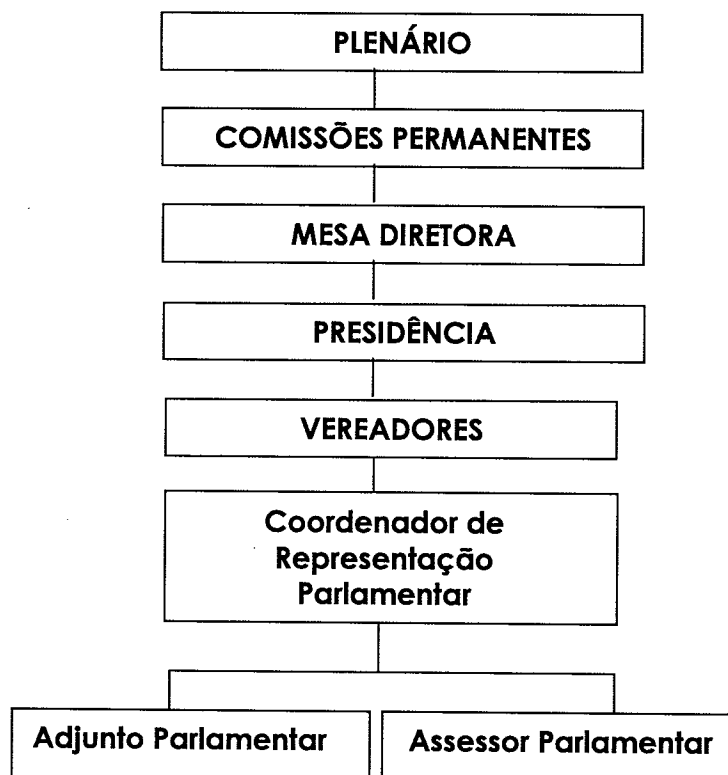 PLENÁRIO
COMISSÕES PERMANENTES
MESA DIRETORA
PRESIDÊNCIA
VEREADORES
Coordenador de
Representação
Parlamentar
Adjunto Parlamentar
Assessor Parlamentar